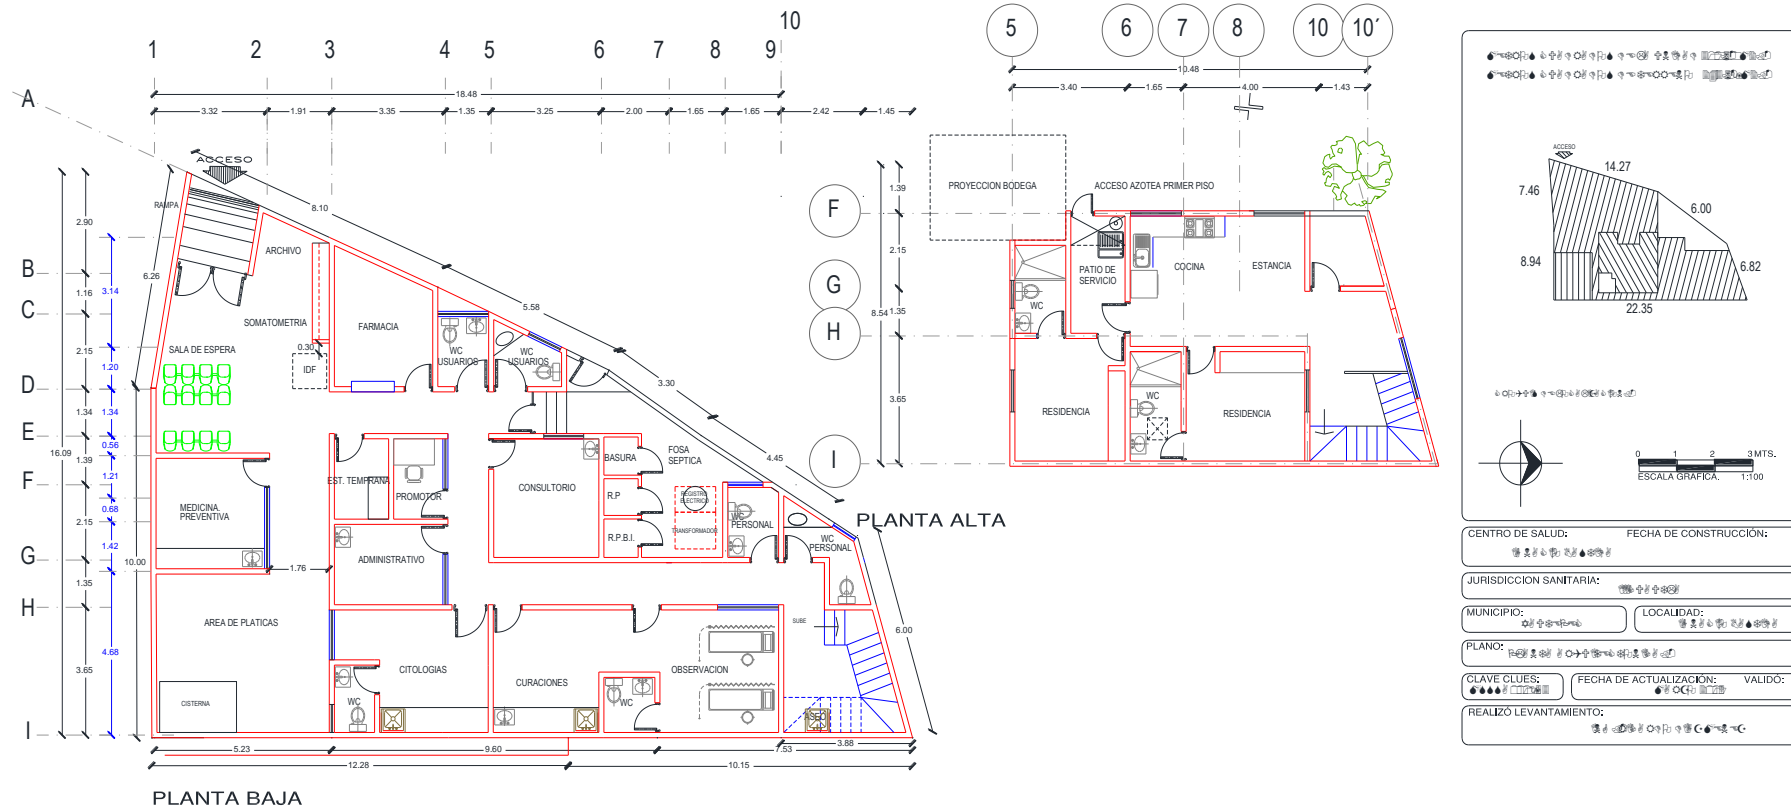 1 2 3 4 5 6 7 8 9 10
18.48
3.32 1.91 3.35 1.35 3.25 2.00 1.65 1.65 2.42 1.45
A
B
C
D
E
F
G
H
I
16.09
2.90
1.16
2.15
1.34
1.39
2.15
1.35
3.65
3.14
1.20
1.34
0.56
1.21
0.68
1.42
4.68
6.26
10.00
ACCESO
RAMPA
8.10
5.58
3.30
4.45
6.00
ARCHIVO
SOMATOMETRIA
FARMACIA
SALA DE ESPERA
0.30
IDF
WC
USUARIOS
WC
USUARIOS
EST. TEMPRANA
PROMOTOR
CONSULTORIO
BASURA
R.P
R.P.B.I.
FOSA
SEPTICA
REGISTRO
ELECTRICO
TRANSFORMADOR
WC
PERSONAL
WC
PERSONAL
MEDICINA.
PREVENTIVA
ADMINISTRATIVO
1.76
AREA DE PLATICAS
CISTERNA
CITOLOGIAS
WC
CURACIONES
WC
OBSERVACION
SUBE
ASEO
5.23 9.60 7.53 3.88
12.28 10.15
PLANTA BAJA
5 6 7 8 10 10´
10.48
3.40 1.65 4.00 1.43
F
G
H
I
8.54
1.39
2.15
1.35
3.65
PROYECCION BODEGA
ACCESO AZOTEA PRIMER PISO
PATIO DE
SERVICIO
COCINA
ESTANCIA
WC
RESIDENCIA
WC
RESIDENCIA
PLANTA ALTA
ACCESO
14.27
7.46
6.00
8.94
6.82
22.35
0 1 2 3 MTS.
ESCALA GRAFICA. 1:100
CENTRO DE SALUD: FECHA DE CONSTRUCCIÓN:
JURISDICCION SANITARIA:
MUNICIPIO: LOCALIDAD:
PLANO:
CLAVE CLUES: FECHA DE ACTUALIZACIÓN: VALIDÓ:
REALIZÓ LEVANTAMIENTO: